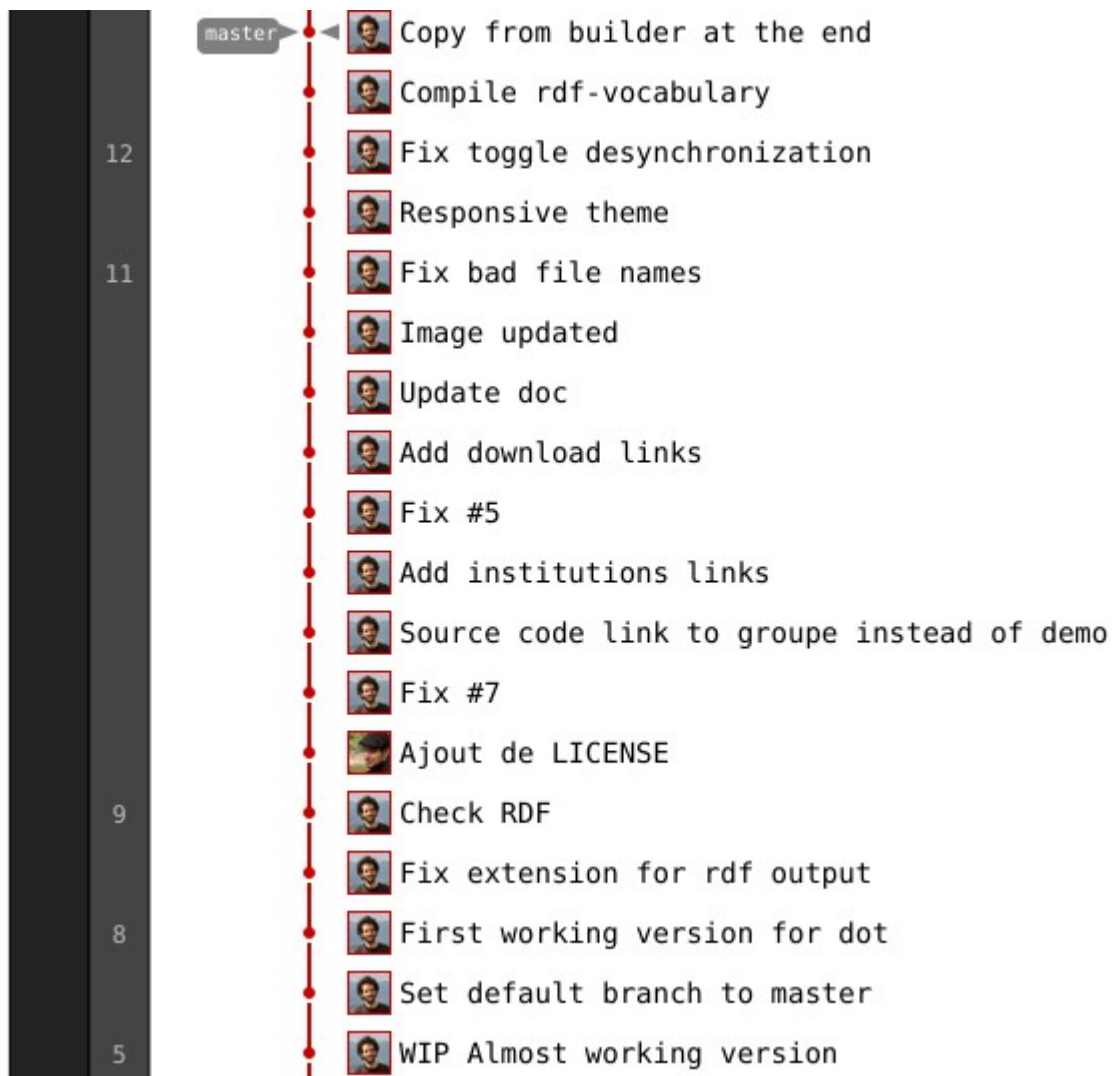 master Copy from builder at the end
Compile rdf-vocabulary
12 Fix toggle desynchronization
Responsive theme
11 Fix bad file names
Image updated
Update doc
Add download links
Fix #5
Add institutions links
Source code link to groupe instead of demo
Fix #7
Ajout de LICENSE
9 Check RDF
Fix extension for rdf output
8 First working version for dot
Set default branch to master
5 WIP Almost working version